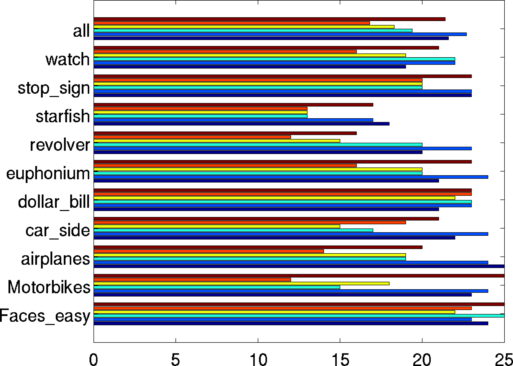 all
watch
stop_sign
starfish
revolver
euphonium
dollar_bill
car_side
airplanes
Motorbikes
Faces_easy
0 5 10 15 20 25